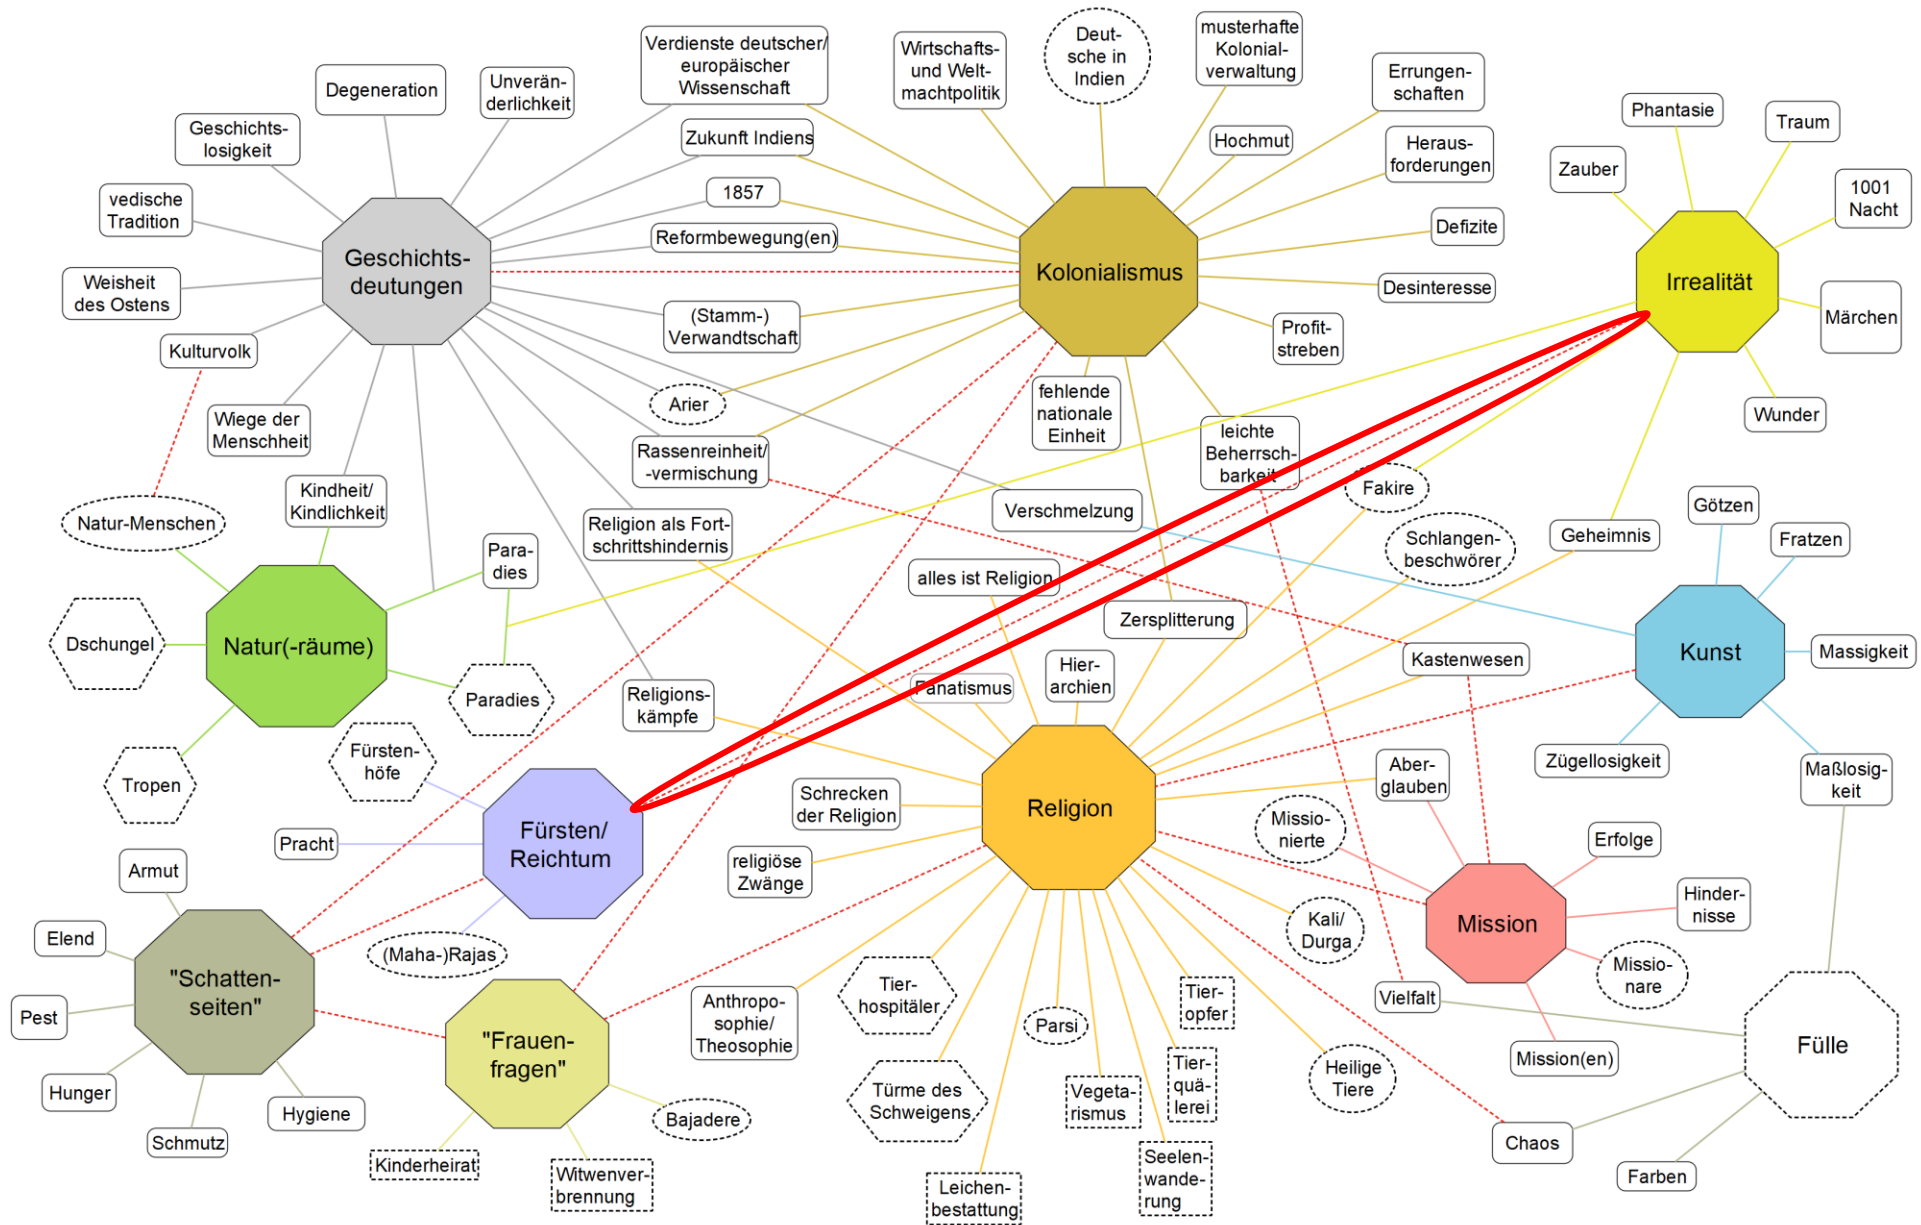 Verdienste deutscher/
europäischer
Wissenschaft
Wirtschafts-
und Welt-
machtpolitik
Deut-
sche in
Indien
musterhafte
Kolonial-
verwaltung
Errungen-
schaften
Degeneration
Unverän-
derlichkeit
Phantasie
Traum
Geschichts-
losigkeit
Zukunft Indiens
Hochmut
Heraus-
forderungen
Zauber
1001
Nacht
vedische
Tradition
1857
Reformbewegung(en)
Defizite
Geschichts-
deutungen
Kolonialismus
Irrealität
Weisheit
des Ostens
Desinteresse
(Stamm-)
Verwandtschaft
Profit-
streben
Märchen
Kulturvolk
Arier
fehlende
nationale
Einheit
Wiege der
Menschheit
Wunder
leichte
Beherrsch-
barkeit
Rassenreinheit/
-vermischung
Fakire
Kindheit/
Kindlichkeit
Verschmelzung
Götzen
Natur-Menschen
Religion als Fort-
schrittshindernis
Geheimnis
Fratzen
Schlangen-
beschwörer
Para-
dies
alles ist Religion
Zersplitterung
Dschungel
Natur(-räume)
Kunst
Massigkeit
Kastenwesen
Hier-
archien
Fanatismus
Paradies
Religions-
kämpfe
Fürsten-
höfe
Zügellosigkeit
Maßlosig-
keit
Aber-
glauben
Tropen
Schrecken
der Religion
Religion
Missio-
nierte
Fürsten/
Reichtum
Pracht
Erfolge
religiöse
Zwänge
Armut
Hinder-
nisse
Mission
Kali/
Durga
Elend
(Maha-)Rajas
Missio-
nare
"Schatten-
seiten"
Tier-
hospitäler
Tier-
opfer
Vielfalt
Anthropo-
sophie/
Theosophie
Pest
Parsi
Fülle
"Frauen-
fragen"
Mission(en)
Heilige
Tiere
Tier-
quä-
lerei
Hunger
Türme des
Schweigens
Vegeta-
rismus
Hygiene
Bajadere
Schmutz
Chaos
Kinderheirat
Witwenver-
brennung
Seelen-
wande-
rung
Farben
Leichen-
bestattung